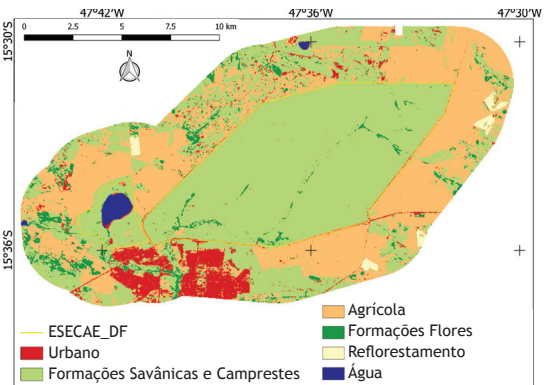 47°42'W 47°36'W 47°30'W
0 2.5 5 7.5 10 km
N
15°30'S
15°36'S
ESECAE_DF
Urbano
Formações Savânicas e Camprestes
Agrícola
Formações Flores
Reflorestamento
Água